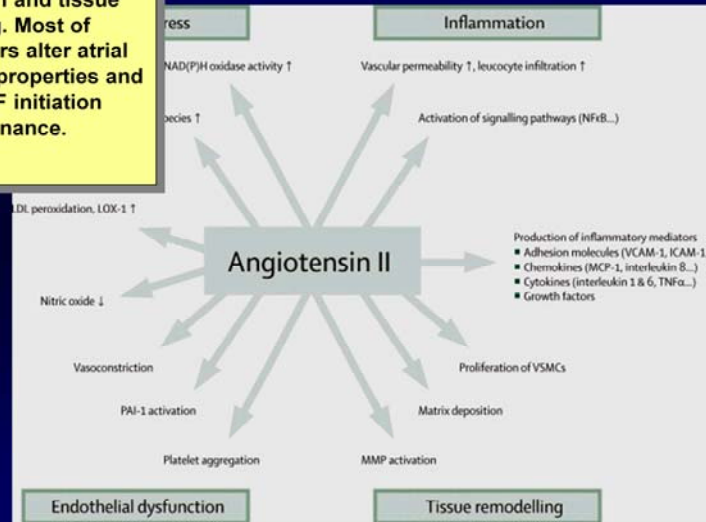 n and tissue
g. Most of
rs alter atrial
properties and
F initiation
nance.
ress
Inflammation
NAD(P)H oxidase activity ↑
Vascular permeability ↑, leucocyte infiltration ↑
pecies ↑
Activation of signalling pathways (NFκB...)
LDL peroxidation, LOX-1 ↑
Angiotensin II
Production of inflammatory mediators
▪ Adhesion molecules (VCAM-1, ICAM-1
▪ Chemokines (MCP-1, interleukin 8...)
▪ Cytokines (interleukin 1 & 6, TNFα...)
▪ Growth factors
Nitric oxide ↓
Vasoconstriction
Proliferation of VSMCs
PAI-1 activation
Matrix deposition
Platelet aggregation
MMP activation
Endothelial dysfunction
Tissue remodelling